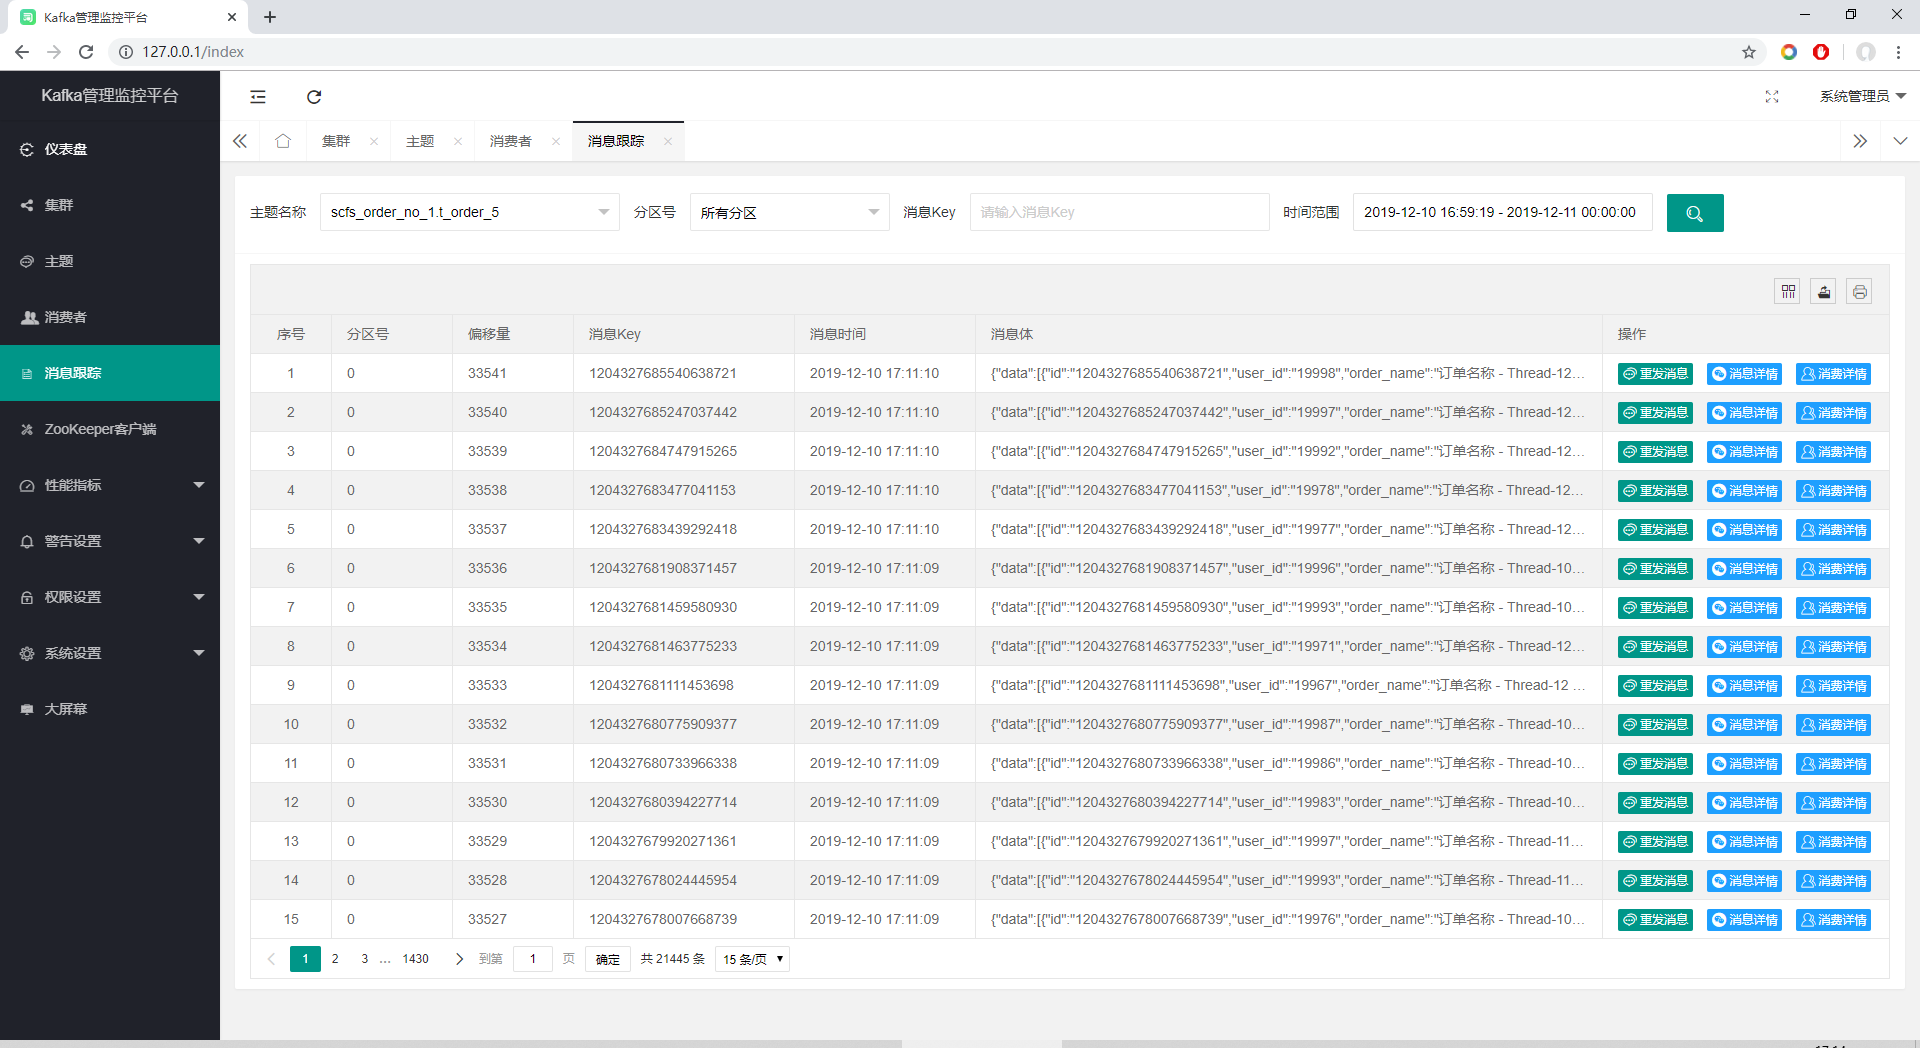 Kafka管理监控平台
127.0.0.1/index
Kafka管理监控平台
系统管理员
集群 主题 消费者 消息跟踪
仪表盘
集群
主题
消费者
消息跟踪
ZooKeeper客户端
性能指标
警告设置
权限设置
系统设置
大屏幕
主题名称 scfs_order_no_1.t_order_5 分区号 所有分区 消息Key 请输入消息Key 时间范围 2019-12-10 16:59:19 - 2019-12-11 00:00:00
序号 分区号 偏移量 消息Key 消息时间 消息体 操作
1 0 33541 1204327685540638721 2019-12-10 17:11:10 {"data":[{"id":"1204327685540638721","user_id":"19998","order_name":"订单名称 - Thread-12... 重发消息 消息详情 消费详情
2 0 33540 1204327685247037442 2019-12-10 17:11:10 {"data":[{"id":"1204327685247037442","user_id":"19997","order_name":"订单名称 - Thread-12... 重发消息 消息详情 消费详情
3 0 33539 1204327684747915265 2019-12-10 17:11:10 {"data":[{"id":"1204327684747915265","user_id":"19992","order_name":"订单名称 - Thread-12... 重发消息 消息详情 消费详情
4 0 33538 1204327683477041153 2019-12-10 17:11:10 {"data":[{"id":"1204327683477041153","user_id":"19978","order_name":"订单名称 - Thread-12... 重发消息 消息详情 消费详情
5 0 33537 1204327683439292418 2019-12-10 17:11:10 {"data":[{"id":"1204327683439292418","user_id":"19977","order_name":"订单名称 - Thread-12... 重发消息 消息详情 消费详情
6 0 33536 1204327681908371457 2019-12-10 17:11:09 {"data":[{"id":"1204327681908371457","user_id":"19996","order_name":"订单名称 - Thread-10... 重发消息 消息详情 消费详情
7 0 33535 1204327681459580930 2019-12-10 17:11:09 {"data":[{"id":"1204327681459580930","user_id":"19993","order_name":"订单名称 - Thread-10... 重发消息 消息详情 消费详情
8 0 33534 1204327681463775233 2019-12-10 17:11:09 {"data":[{"id":"1204327681463775233","user_id":"19971","order_name":"订单名称 - Thread-12... 重发消息 消息详情 消费详情
9 0 33533 1204327681111453698 2019-12-10 17:11:09 {"data":[{"id":"1204327681111453698","user_id":"19967","order_name":"订单名称 - Thread-12 ... 重发消息 消息详情 消费详情
10 0 33532 1204327680775909377 2019-12-10 17:11:09 {"data":[{"id":"1204327680775909377","user_id":"19987","order_name":"订单名称 - Thread-10... 重发消息 消息详情 消费详情
11 0 33531 1204327680733966338 2019-12-10 17:11:09 {"data":[{"id":"1204327680733966338","user_id":"19986","order_name":"订单名称 - Thread-10... 重发消息 消息详情 消费详情
12 0 33530 1204327680394227714 2019-12-10 17:11:09 {"data":[{"id":"1204327680394227714","user_id":"19983","order_name":"订单名称 - Thread-10... 重发消息 消息详情 消费详情
13 0 33529 1204327679920271361 2019-12-10 17:11:09 {"data":[{"id":"1204327679920271361","user_id":"19997","order_name":"订单名称 - Thread-11... 重发消息 消息详情 消费详情
14 0 33528 1204327678024445954 2019-12-10 17:11:09 {"data":[{"id":"1204327678024445954","user_id":"19993","order_name":"订单名称 - Thread-11... 重发消息 消息详情 消费详情
15 0 33527 1204327678007668739 2019-12-10 17:11:09 {"data":[{"id":"1204327678007668739","user_id":"19976","order_name":"订单名称 - Thread-10... 重发消息 消息详情 消费详情
1 2 3 ... 1430 到第 1 页 确定 共 21445 条 15 条/页